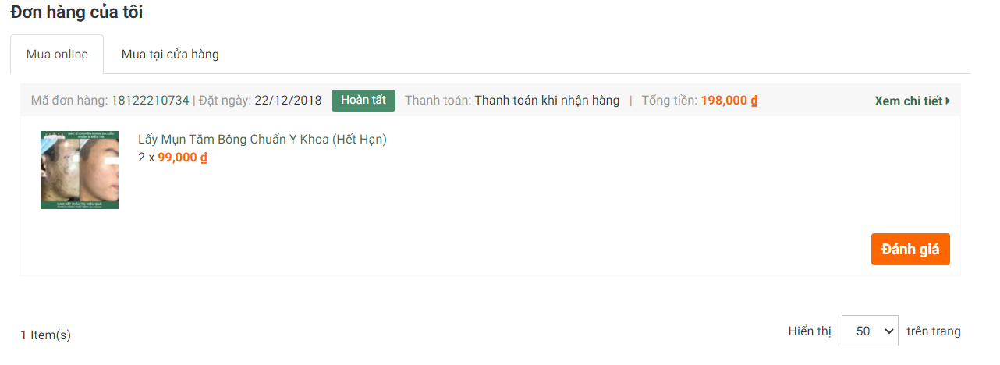 Đơn hàng của tôi
Mua online
Mua tại cửa hàng
Mã đơn hàng: 18122210734 | Đặt ngày: 22/12/2018 Hoàn tất Thanh toán: Thanh toán khi nhận hàng | Tổng tiền: 198,000 ₫ Xem chi tiết
Lấy Mụn Tăm Bông Chuẩn Y Khoa (Hết Hạn)
2 x 99,000 ₫
Đánh giá
1 Item(s)
Hiển thị 50 trên trang